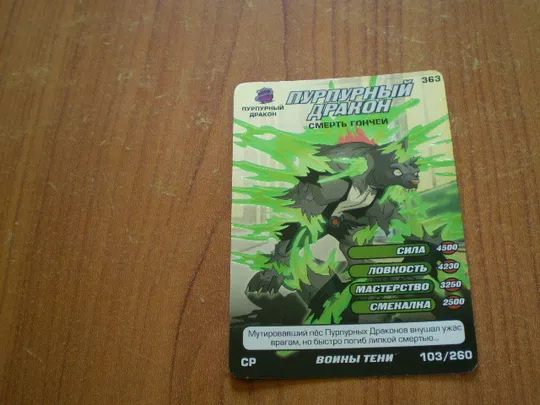 363
ПУРПУРНЫЙ
ДРАКОН
ПУРПУРНЫЙ
ДРАКОН
СМЕРТЬ ГОНЧЕЙ
СИЛА 4500
ЛОВКОСТЬ 4230
МАСТЕРСТВО 3250
СМЕКАЛКА 2500
Мутировавший пёс Пурпурных Драконов внушал ужас
врагам, но быстро погиб липкой смертью...
СР ВОИНЫ ТЕНИ 103/260